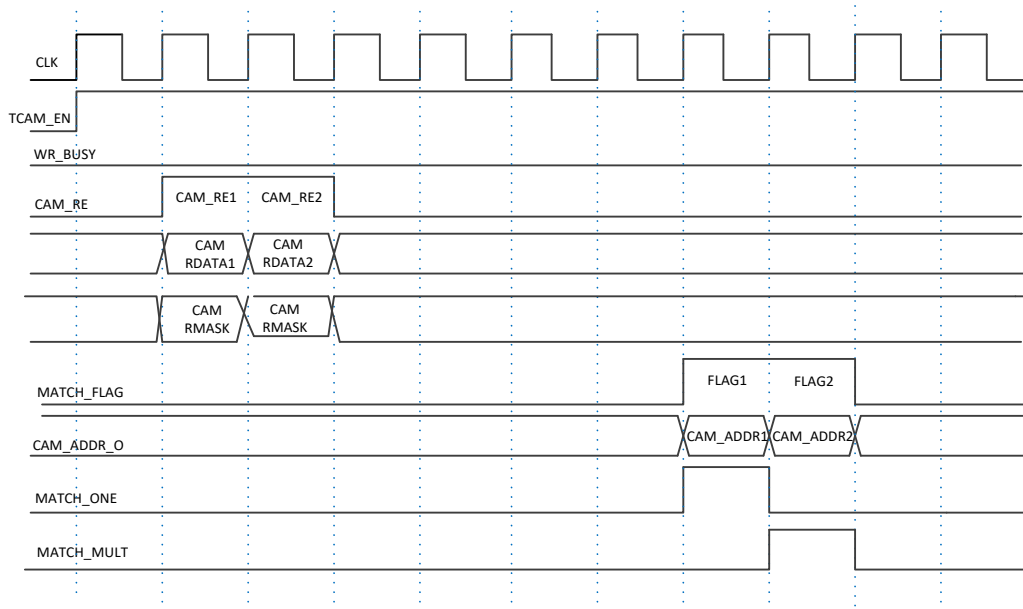 CLK
TCAM_EN
WR_BUSY
CAM_RE
CAM_RE1
CAM_RE2
CAM
RDATA1
CAM
RDATA2
CAM
RMASK
CAM
RMASK
MATCH_FLAG
FLAG1
FLAG2
CAM_ADDR_O
CAM_ADDR1
CAM_ADDR2
MATCH_ONE
MATCH_MULT